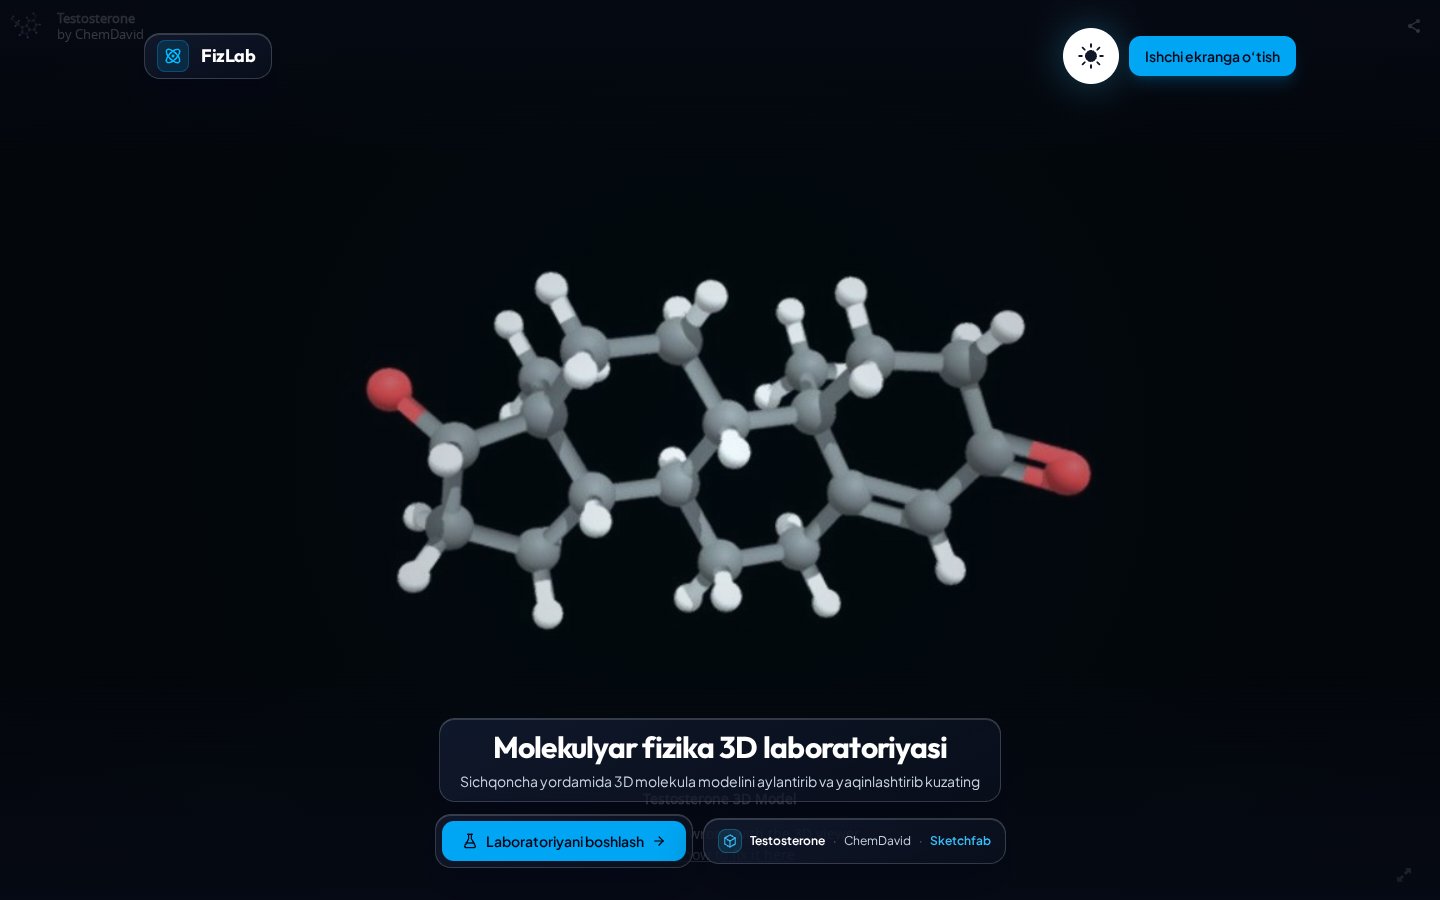 Testosterone
by ChemDavid
FizLab
Ishchi ekranga o‘tish
Molekulyar fizika 3D laboratoriyasi
Sichqoncha yordamida 3D molekula modelini aylantirib va yaqinlashtirib kuzating
Testosterone 3D Model
Laboratoriyani boshlash →
Testosterone · ChemDavid · Sketchfab